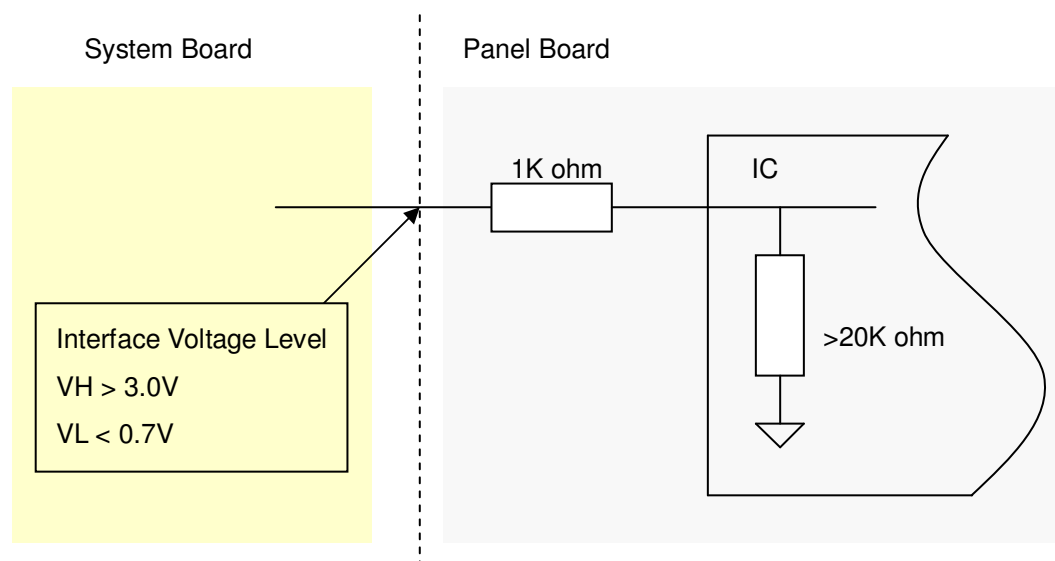 System Board
Panel Board
1K ohm
IC
Interface Voltage Level
VH > 3.0V
VL < 0.7V
>20K ohm